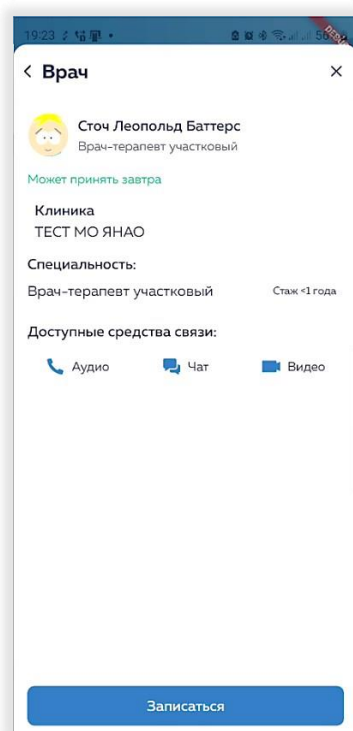 19:23
DEBUG
Врач
Сточ Леопольд Баттерс
Врач-терапевт участковый
Может принять завтра
Клиника
ТЕСТ МО ЯНАО
Специальность:
Врач-терапевт участковый Стаж <1 года
Доступные средства связи:
Аудио Чат Видео
Записаться